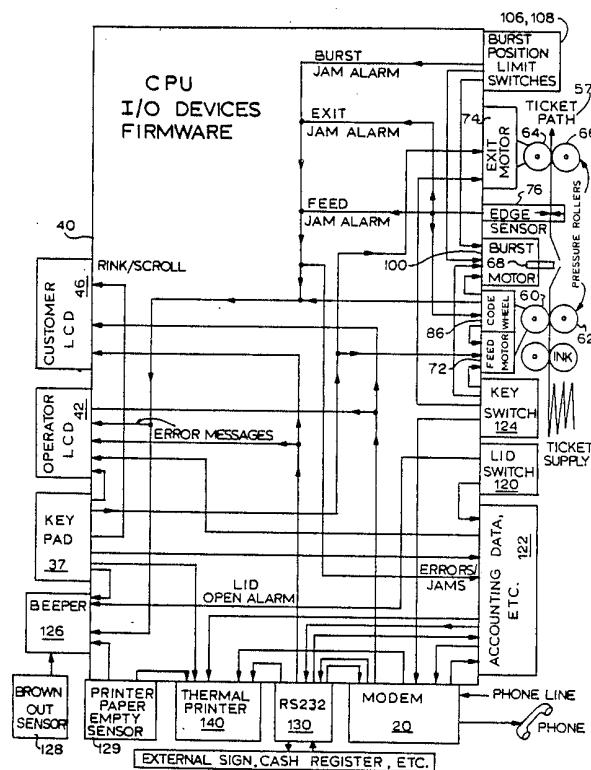 106, 108
BURST
POSITION
LIMIT
SWITCHES
BURST
JAM ALARM
CPU
I/O DEVICES
FIRMWARE
EXIT
JAM ALARM
74
EXIT
MOTOR
TICKET
PATH
57
64
66
76
FEED
JAM ALARM
EDGE
SENSOR
PRESSURE ROLLERS
40
RINK/SCROLL
100
BURST
68
MOTOR
60
CUSTOMER
LCD
46
86
CODE
WHEEL
62
72
FEED
MOTOR
INK
OPERATOR
LCD
42
ERROR MESSAGES
KEY
SWITCH
124
TICKET
SUPPLY
LID
SWITCH
120
KEY
PAD
37
LID
OPEN ALARM
ERRORS/
JAMS
ACCOUNTING DATA,
ETC.
122
BEEPER
126
BROWN
OUT
SENSOR
128
PRINTER
PAPER
EMPTY
SENSOR
129
THERMAL
PRINTER
140
RS232
130
MODEM
20
PHONE LINE
PHONE
EXTERNAL SIGN, CASH REGISTER, ETC.